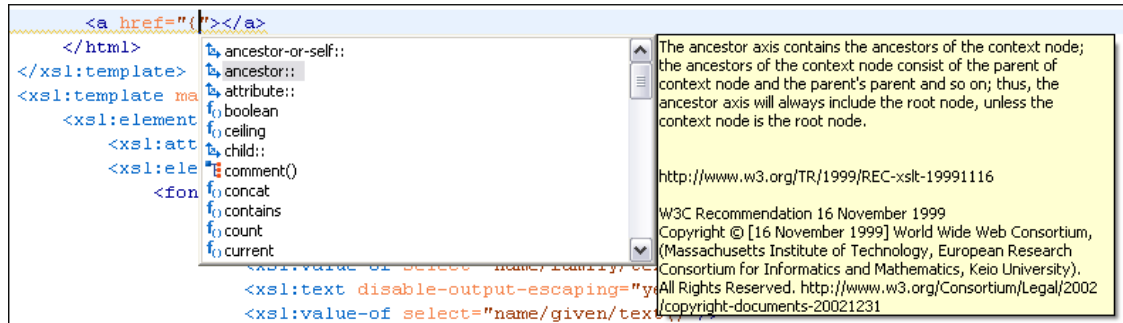 <a href="{"></a>
</html>
</xsl:template>
<xsl:template ma
<xsl:element
<xsl:att
<xsl:ele
<fon
ancestor-or-self::
ancestor::
attribute::
boolean
ceiling
child::
comment()
concat
contains
count
current
The ancestor axis contains the ancestors of the context node;
the ancestors of the context node consist of the parent of
context node and the parent's parent and so on; thus, the
ancestor axis will always include the root node, unless the
context node is the root node.
http://www.w3.org/TR/1999/REC-xslt-19991116
W3C Recommendation 16 November 1999
Copyright © [16 November 1999] World Wide Web Consortium,
(Massachusetts Institute of Technology, European Research
Consortium for Informatics and Mathematics, Keio University).
All Rights Reserved. http://www.w3.org/Consortium/Legal/2002
/copyright-documents-20021231
<xsl:value-of select="name/family/te
<xsl:text disable-output-escaping="ye
<xsl:value-of select="name/given/text